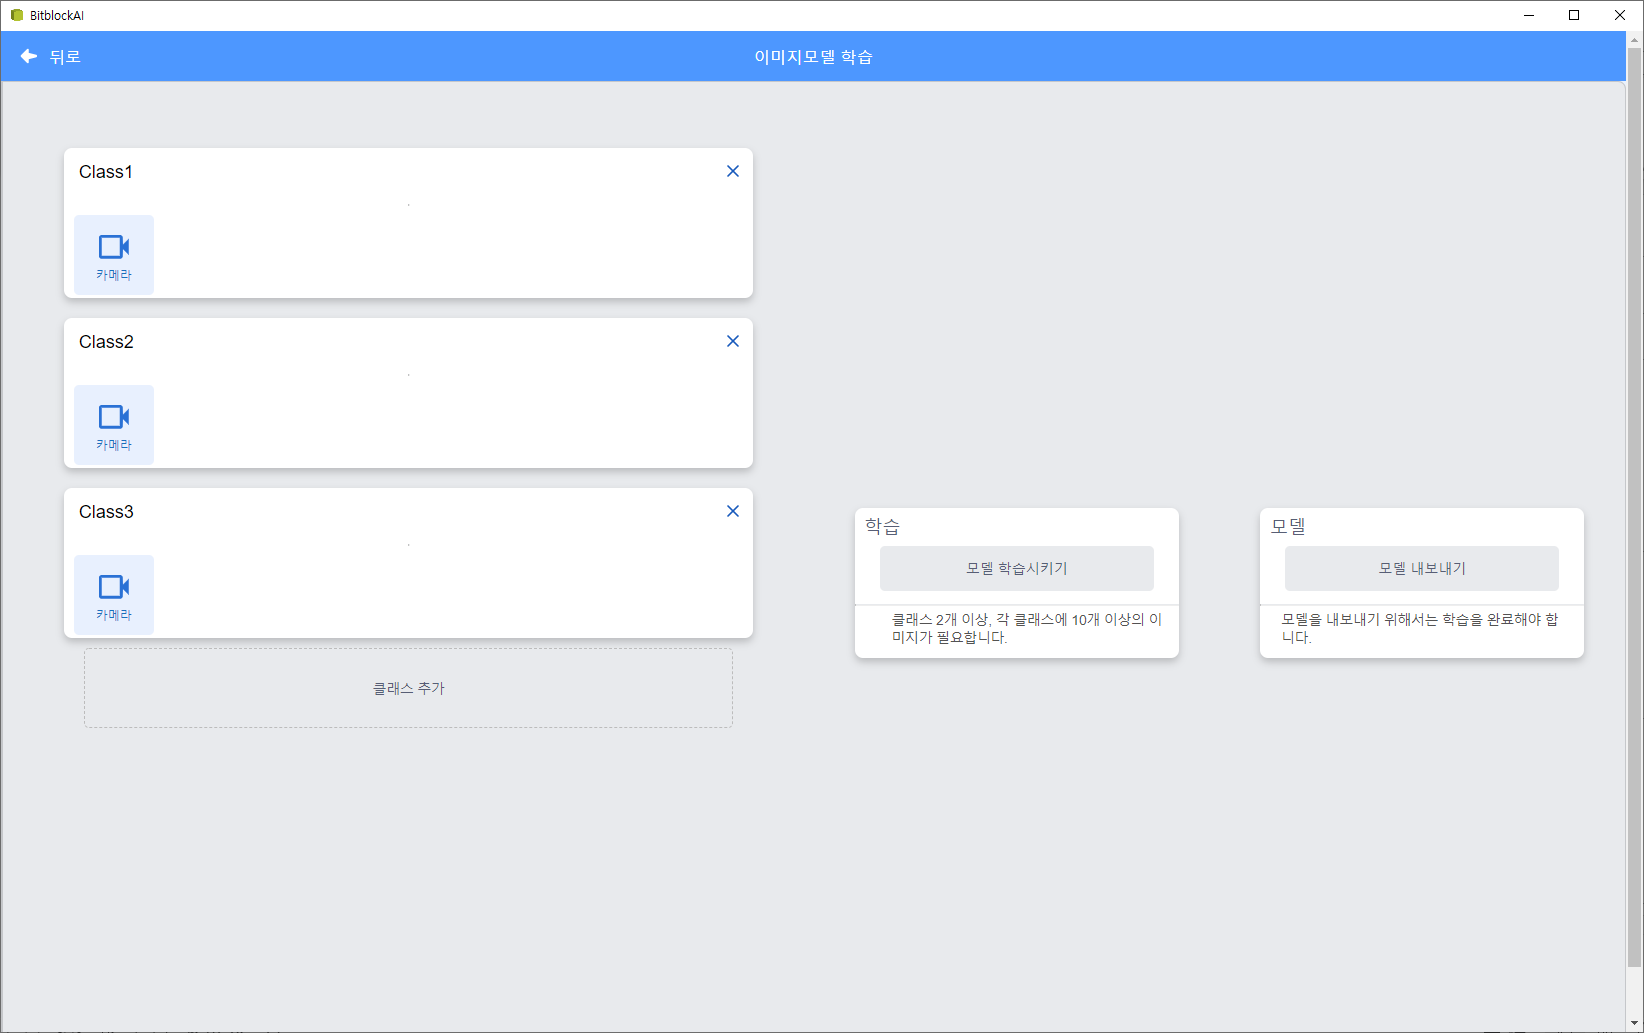 BitblockAI
뒤로
이미지모델 학습
Class1
카메라
Class2
카메라
Class3
카메라
클래스 추가
학습
모델 학습시키기
클래스 2개 이상, 각 클래스에 10개 이상의 이
미지가 필요합니다.
모델
모델 내보내기
모델을 내보내기 위해서는 학습을 완료해야 합
니다.